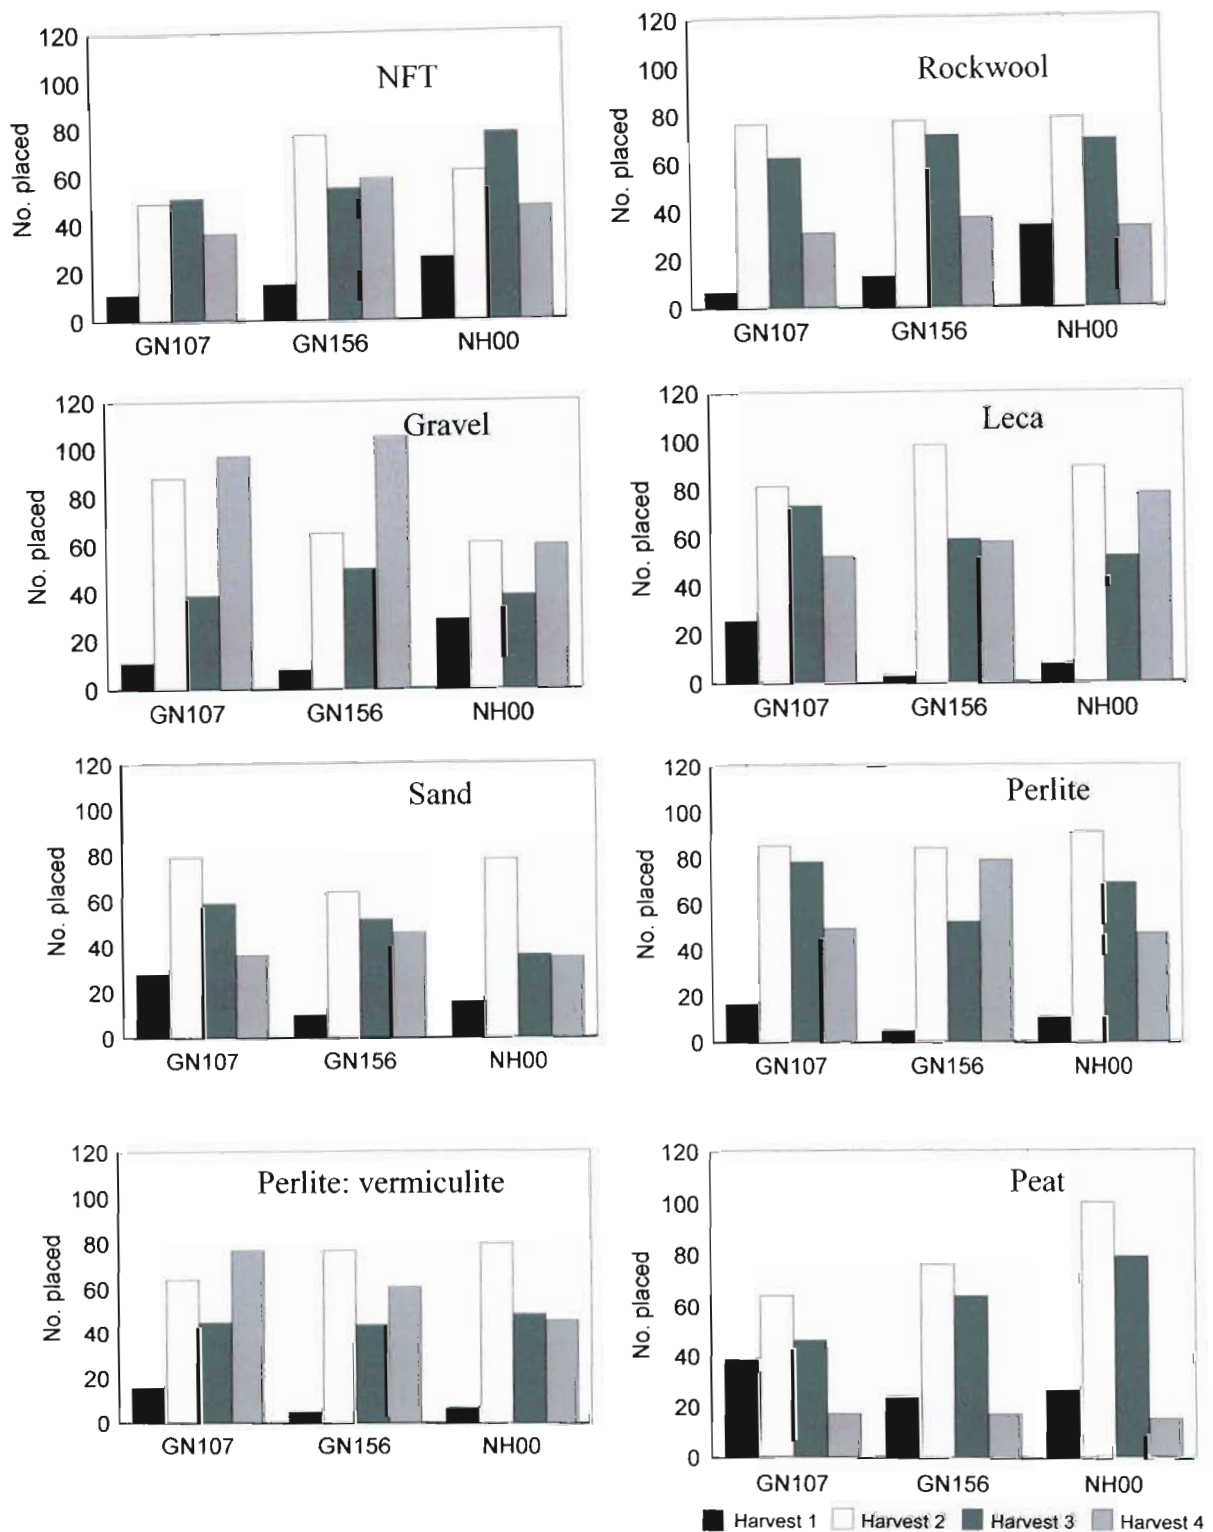 NFT
No. placed
120
100
80
60
40
20
0
GN107 GN156 NH00
Rockwool
No. placed
120
100
80
60
40
20
0
GN107 GN156 NH00
Gravel
No. placed
120
100
80
60
40
20
0
GN107 GN156 NH00
Leca
No. placed
120
100
80
60
40
20
0
GN107 GN156 NH00
Sand
No. placed
120
100
80
60
40
20
0
GN107 GN156 NH00
Perlite
No. placed
120
100
80
60
40
20
0
GN107 GN156 NH00
Perlite: vermiculite
No. placed
120
100
80
60
40
20
0
GN107 GN156 NH00
Peat
No. placed
120
100
80
60
40
20
0
GN107 GN156 NH00
Harvest 1 Harvest 2 Harvest 3 Harvest 4